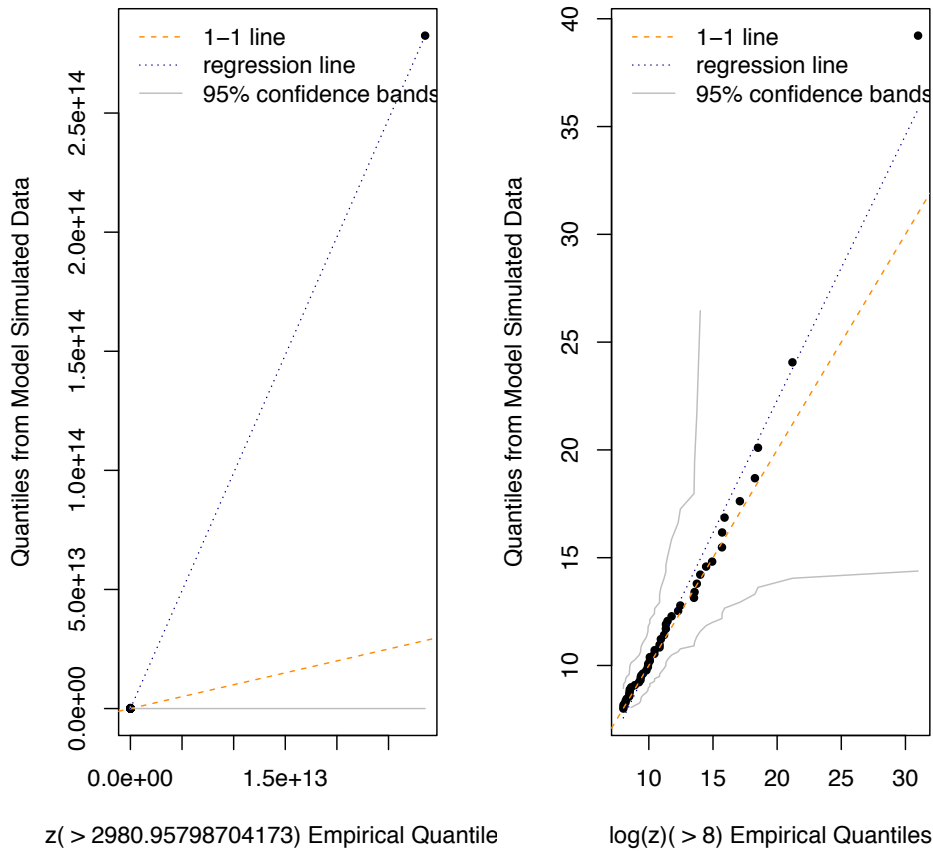 1−1 line
regression line
95% confidence bands
Quantiles from Model Simulated Data
0.0e+00
5.0e+13
1.0e+14
1.5e+14
2.0e+14
2.5e+14
0.0e+00
1.5e+13
z( > 2980.95798704173) Empirical Quantile
1−1 line
regression line
95% confidence bands
Quantiles from Model Simulated Data
10
15
20
25
30
35
40
10
15
20
25
30
log(z)( > 8) Empirical Quantiles